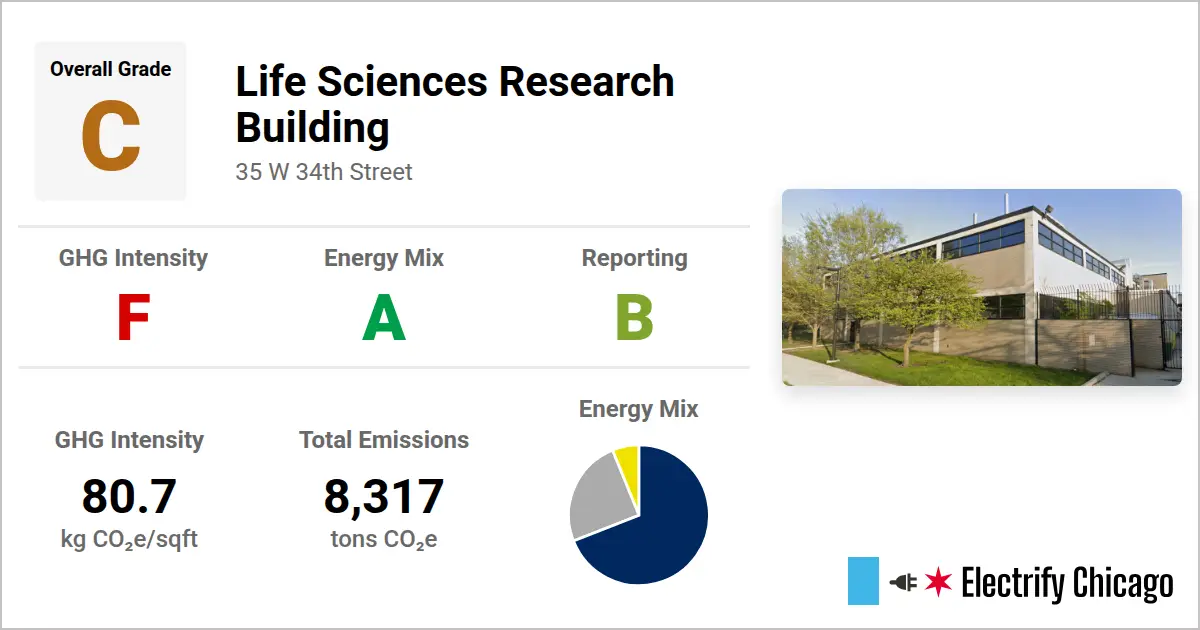 Overall Grade
C
Life Sciences Research
Building
35 W 34th Street
GHG Intensity
Energy Mix
Reporting
F
A
B
GHG Intensity
Total Emissions
Energy Mix
80.7
8,317
kg CO₂e/sqft
tons CO₂e
Electrify Chicago